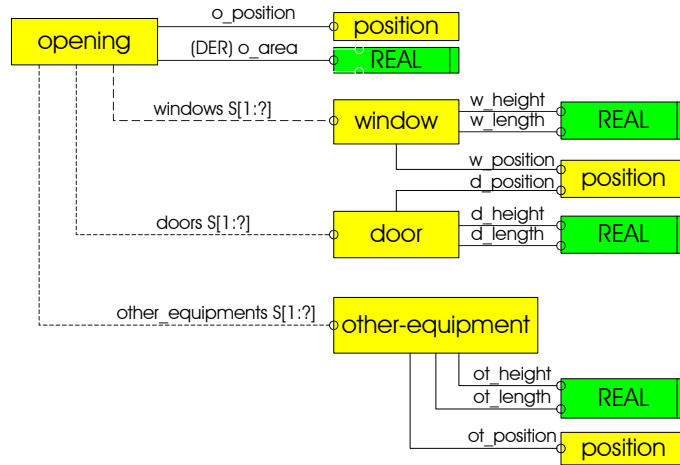 o_position
opening
position
(DER) o_area
REAL
windows S[1:?]
window
w_height
w_length
REAL
w_position
d_position
position
doors S[1:?]
door
d_height
d_length
REAL
other_equipments S[1:?]
other-equipment
ot_height
ot_length
REAL
ot_position
position